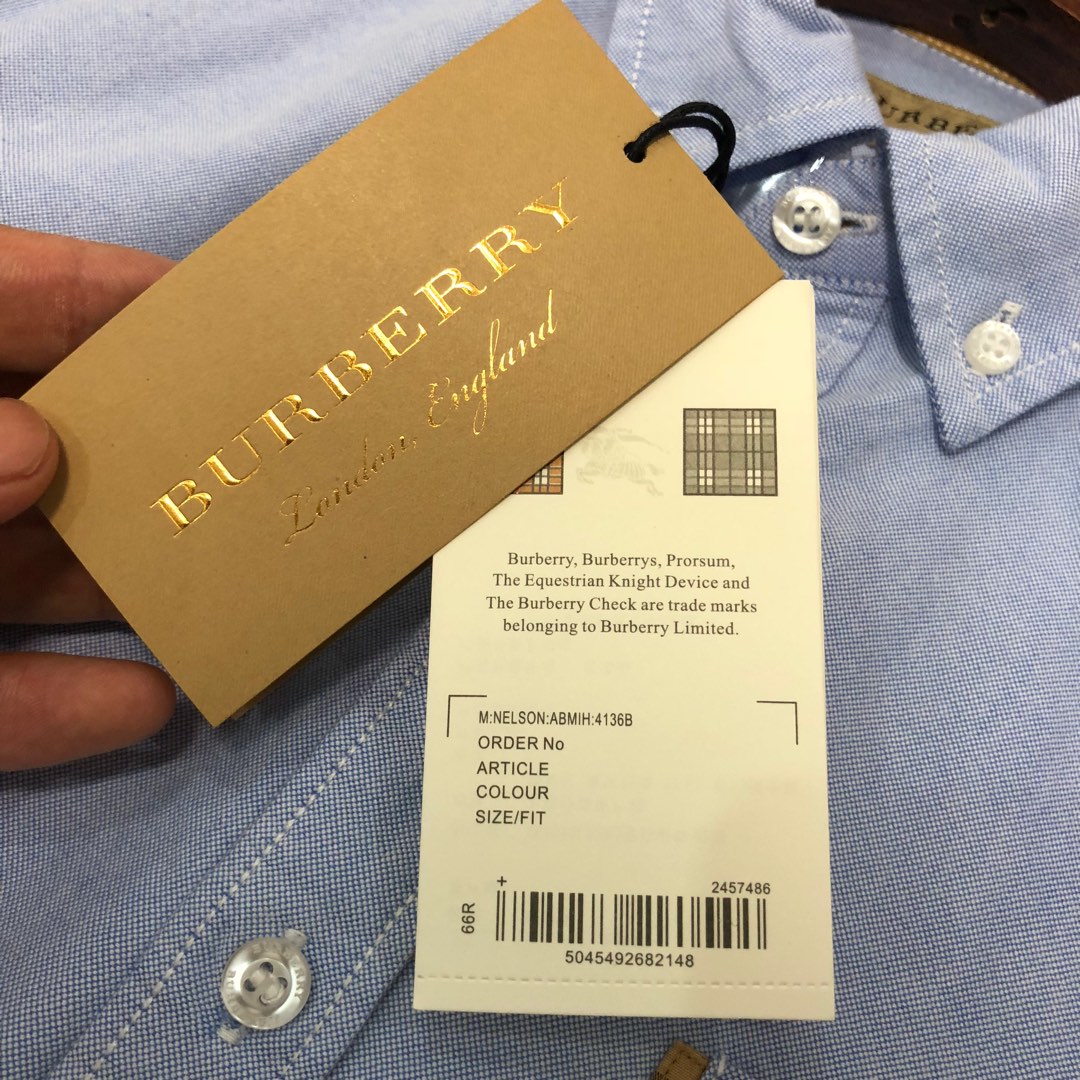 BURBERRY
London, England
Burberry, Burberrys, Prorsum,
The Equestrian Knight Device and
The Burberry Check are trade marks
belonging to Burberry Limited.
M:NELSON:ABMIH:4136B
ORDER No
ARTICLE
COLOUR
SIZE/FIT
+
2457486
66R
5045492682148